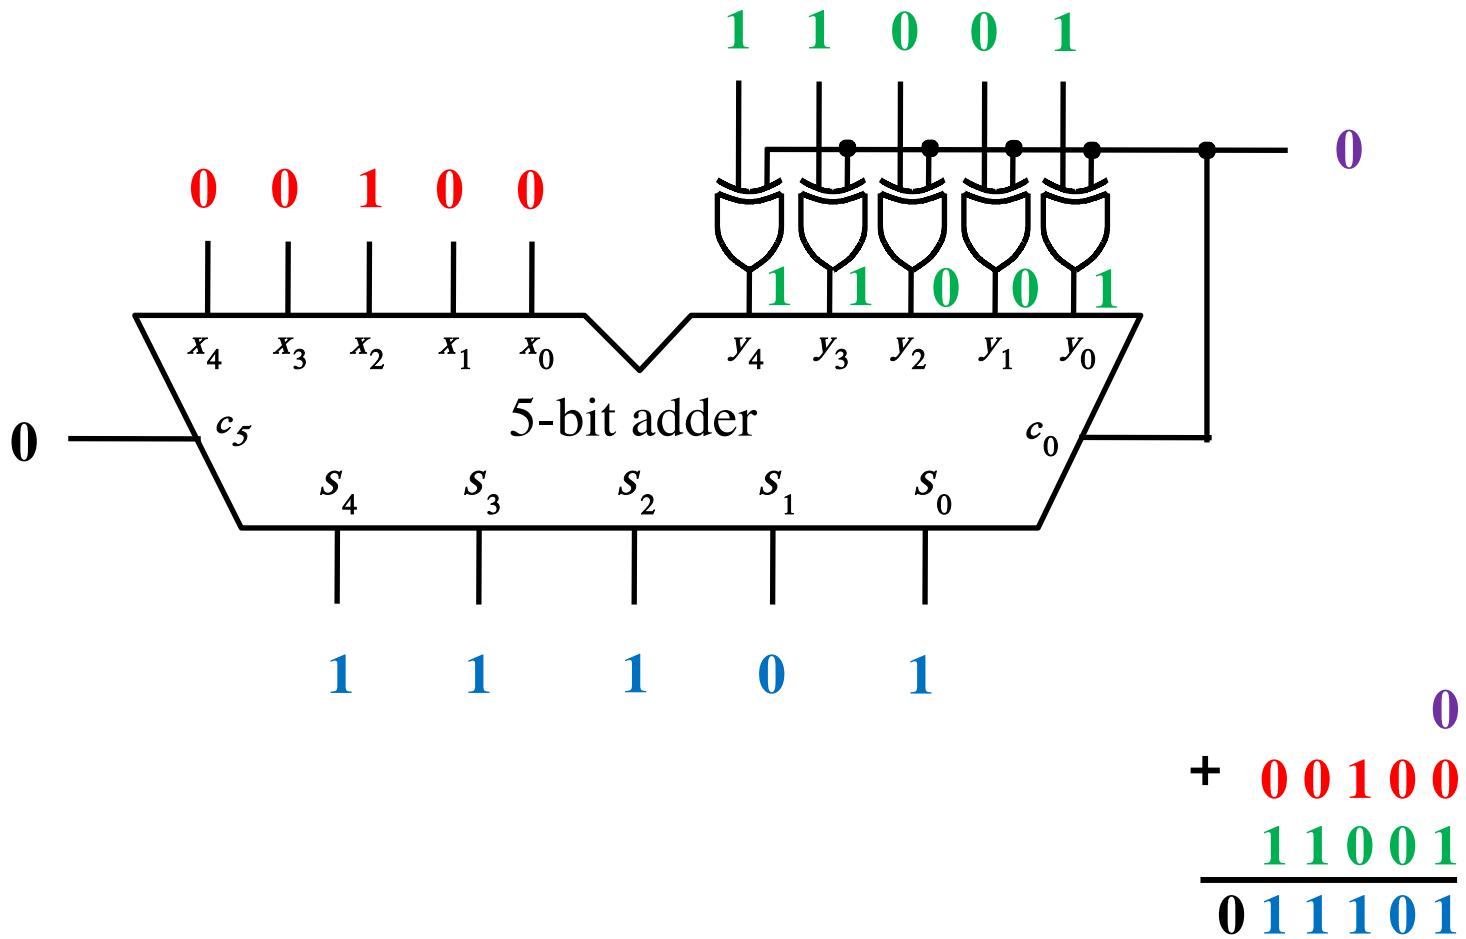 1 1 0 0 1
0
0 0 1 0 0
1 1 0 0 1
x4 x3 x2 x1 x0 y4 y3 y2 y1 y0
5-bit adder
0 c5 c0
S4 S3 S2 S1 S0
1 1 1 0 1
0
+ 0 0 1 0 0
1 1 0 0 1
0 1 1 1 0 1